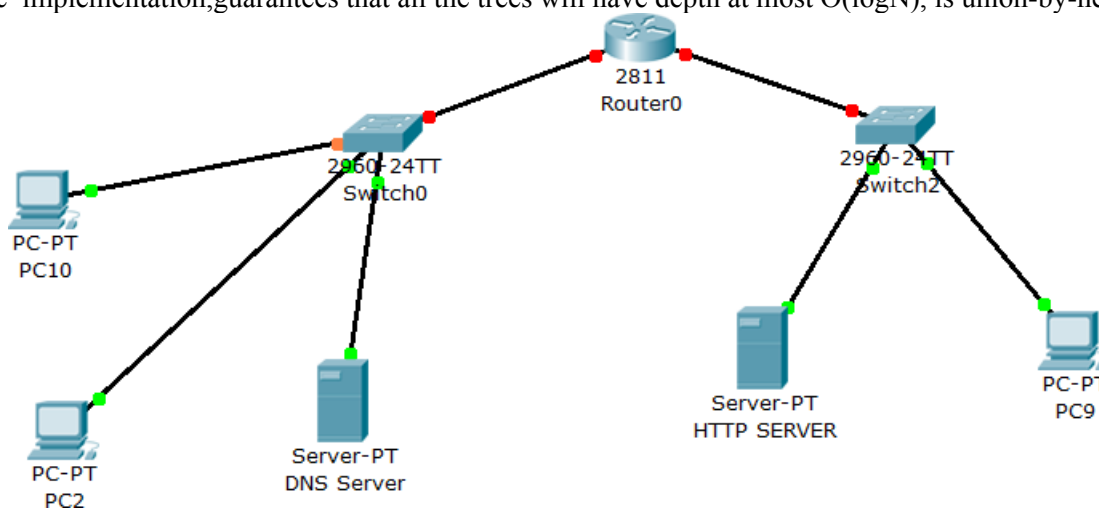 implementation,guarantees that all the trees will have depth at most O(logN), is union-by-he
2811
Router0
2960-24TT
Switch0
2960-24TT
Switch2
PC-PT
PC10
Server-PT
HTTP SERVER
PC-PT
PC9
Server-PT
DNS Server
PC-PT
PC2